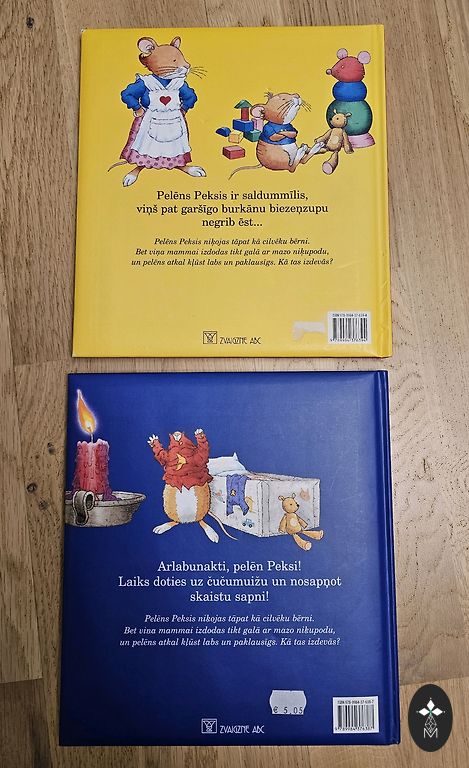 Pelēns Peksis ir saldummīlis,
viņš pat garšīgo burkānu biezeņzupu
negrib ēst...
Pelēns Peksis niķojas tāpat kā cilvēku bērni.
Bet viņa mammai izdodas tikt galā ar mazo niķupodu,
un pelēns atkal kļūst labs un paklausīgs. Kā tas izdevās?
ZVAIGZNE ABC
Arlabunakti, pelēn Peksi!
Laiks doties uz čučumuižu un nosapņot
skaistu sapni!
Pelēns Peksis niķojas tāpat kā cilvēku bērni.
Bet viņa mammai izdodas tikt galā ar mazo niķupodu,
un pelēns atkal kļūst labs un paklausīgs. Kā tas izdevās?
€ 5,05
ZVAIGZNE ABC
M